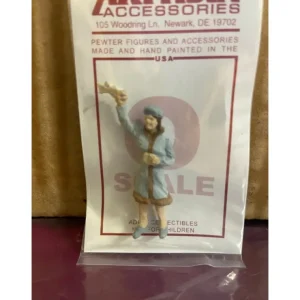 ACCESSORIES
105 Woodring Ln. Newark, DE 19702
PEWTER FIGURES AND ACCESSORIES
MADE AND HAND PAINTED IN THE
USA
O
SCALE
CHILDREN